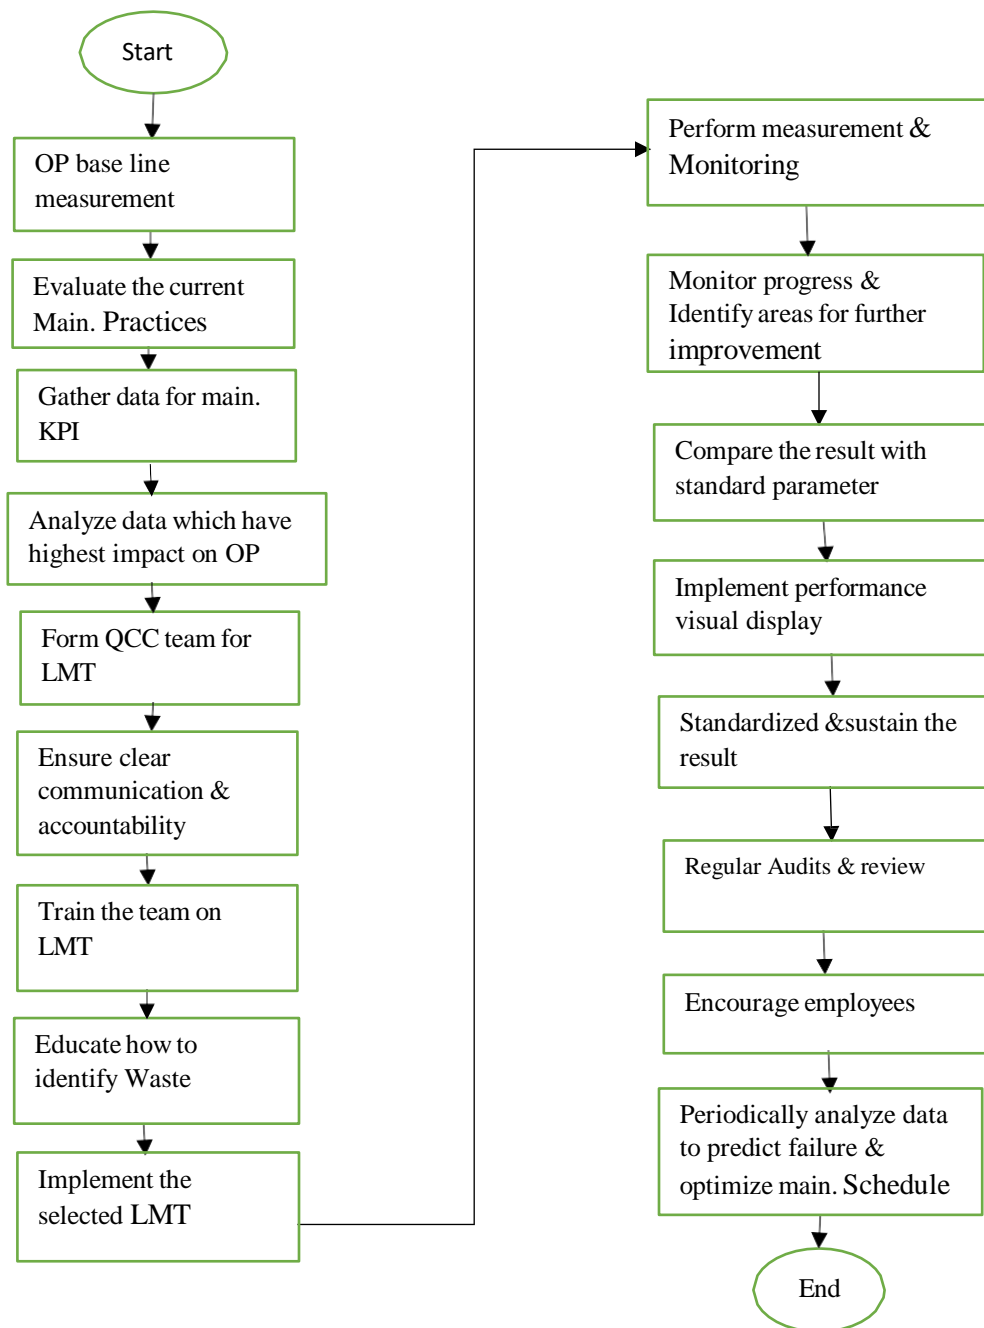 Start
OP base line
measurement
Evaluate the current
Main. Practices
Gather data for main.
KPI
Analyze data which have
highest impact on OP
Form QCC team for
LMT
Ensure clear
communication &
accountability
Train the team on
LMT
Educate how to
identify Waste
Implement the
selected LMT
Perform measurement &
Monitoring
Monitor progress &
Identify areas for further
improvement
Compare the result with
standard parameter
Implement performance
visual display
Standardized &sustain the
result
Regular Audits & review
Encourage employees
Periodically analyze data
to predict failure &
optimize main. Schedule
End